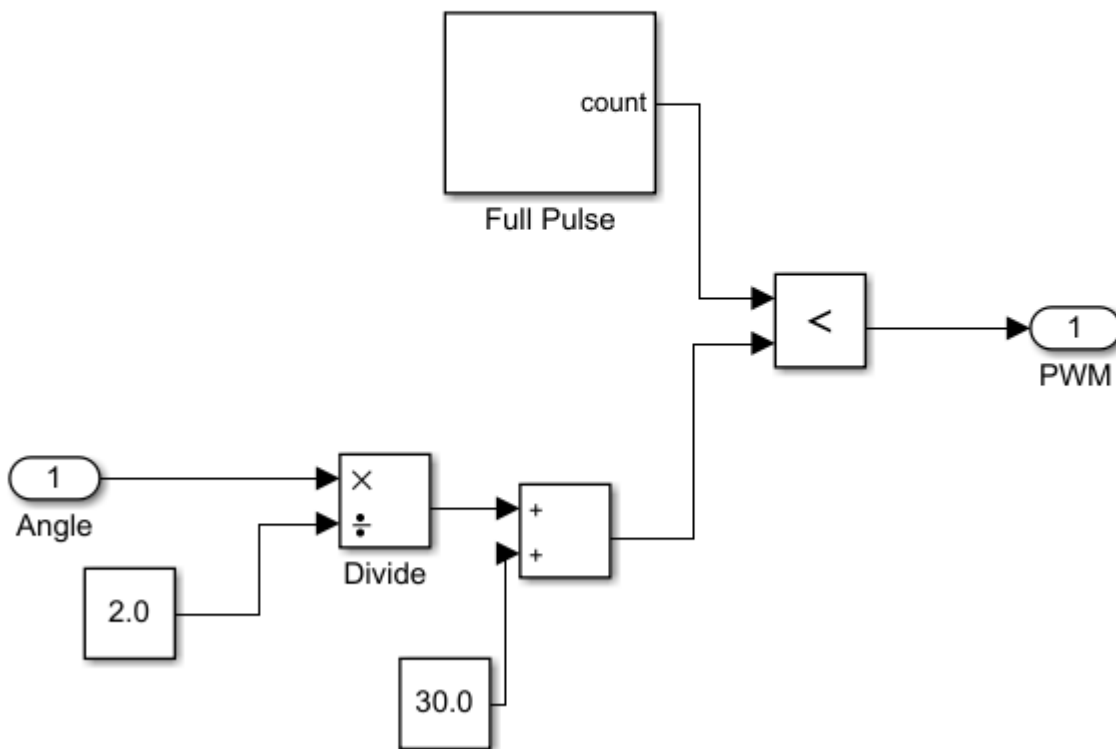 count
Full Pulse
<
1
PWM
1
Angle
×
÷
Divide
+
+
2.0
30.0